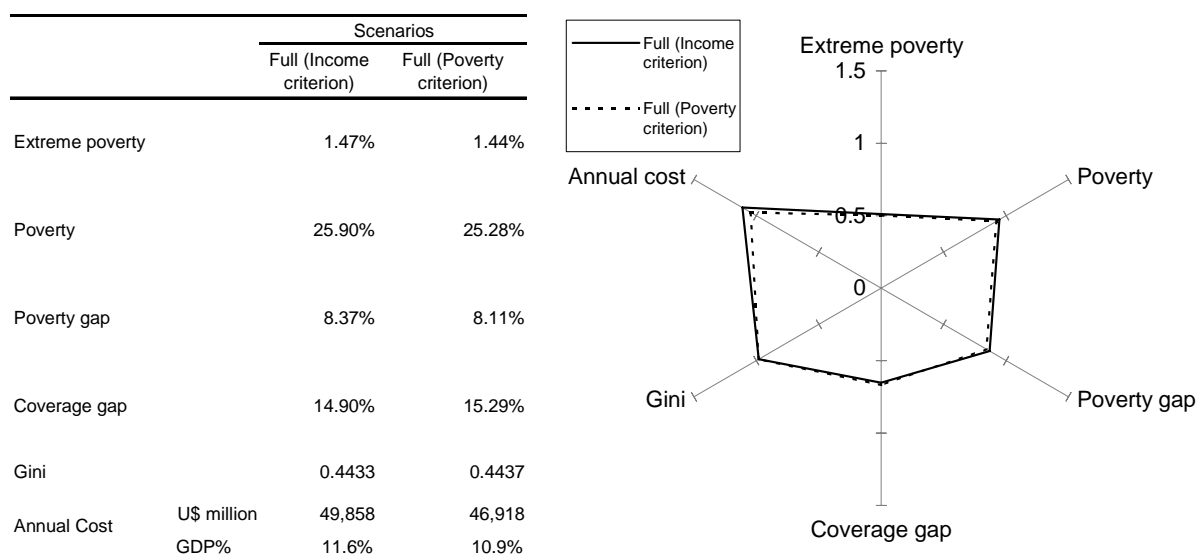 Scenarios
Full (Income criterion) Full (Poverty criterion)
Extreme poverty 1.47% 1.44%
Poverty 25.90% 25.28%
Poverty gap 8.37% 8.11%
Coverage gap 14.90% 15.29%
Gini 0.4433 0.4437
Annual Cost U$ million 49,858 46,918
GDP% 11.6% 10.9%
Full (Income
criterion)
Full (Poverty
criterion)
Extreme poverty
1.5
1
Annual cost
Poverty
0.5
0
Gini
Poverty gap
Coverage gap